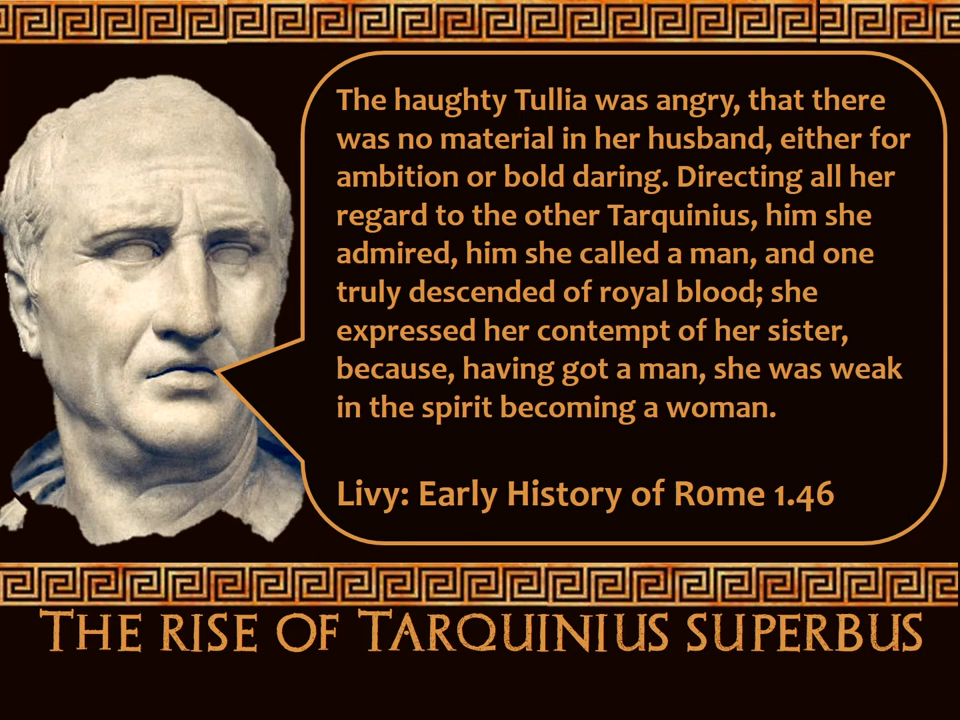 The haughty Tullia was angry, that there
was no material in her husband, either for
ambition or bold daring. Directing all her
regard to the other Tarquinius, him she
admired, him she called a man, and one
truly descended of royal blood; she
expressed her contempt of her sister,
because, having got a man, she was weak
in the spirit becoming a woman.
Livy: Early History of R0me 1.46
The rise of Tarquinius superbus